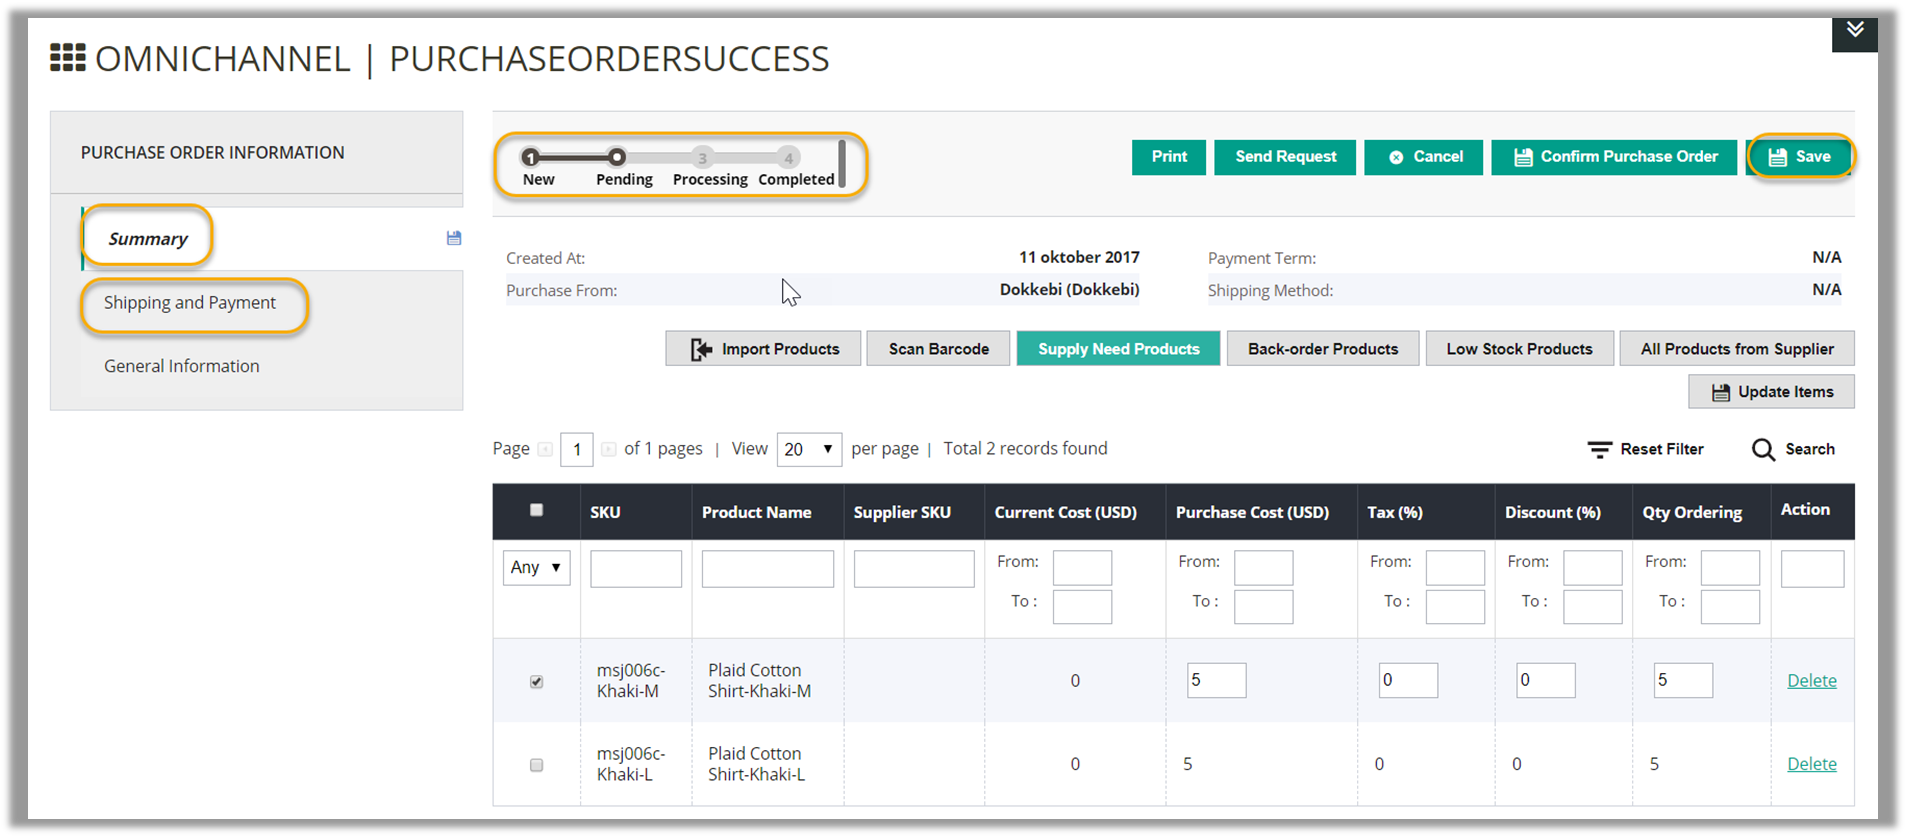 OMNICHANNEL | PURCHASEORDERSUCCESS
PURCHASE ORDER INFORMATION
Summary
Shipping and Payment
General Information
1 3 4
New Pending Processing Completed
Print Send Request Cancel Confirm Purchase Order Save
Created At: 11 oktober 2017 Payment Term: N/A
Purchase From: Dokkebi (Dokkebi) Shipping Method: N/A
Import Products Scan Barcode Supply Need Products Back-order Products Low Stock Products All Products from Supplier
Update Items
Page 1 of 1 pages | View 20 per page | Total 2 records found Reset Filter Search
SKU Product Name Supplier SKU Current Cost (USD) Purchase Cost (USD) Tax (%) Discount (%) Qty Ordering Action
Any From: From: From: From: From:
To : To : To : To : To :
msj006c- Plaid Cotton
Khaki-M Shirt-Khaki-M 0 5 0 0 5 Delete
msj006c- Plaid Cotton
Khaki-L Shirt-Khaki-L 0 5 0 0 5 Delete